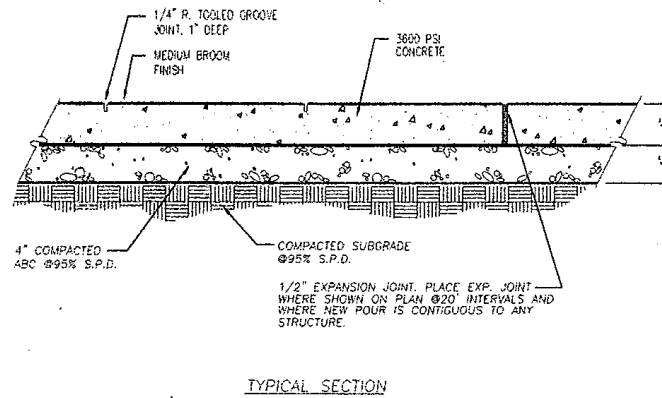 1/4" R. TOOLED GROOVE
JOINT, 1" DEEP
MEDIUM BROOM
FINISH
3600 PSI
CONCRETE
4" COMPACTED
ABC @95% S.P.D.
COMPACTED SUBGRADE
@95% S.P.D.
1/2" EXPANSION JOINT. PLACE EXP. JOINT
WHERE SHOWN ON PLAN @20' INTERVALS AND
WHERE NEW POUR IS CONTIGUOUS TO ANY
STRUCTURE.
TYPICAL SECTION